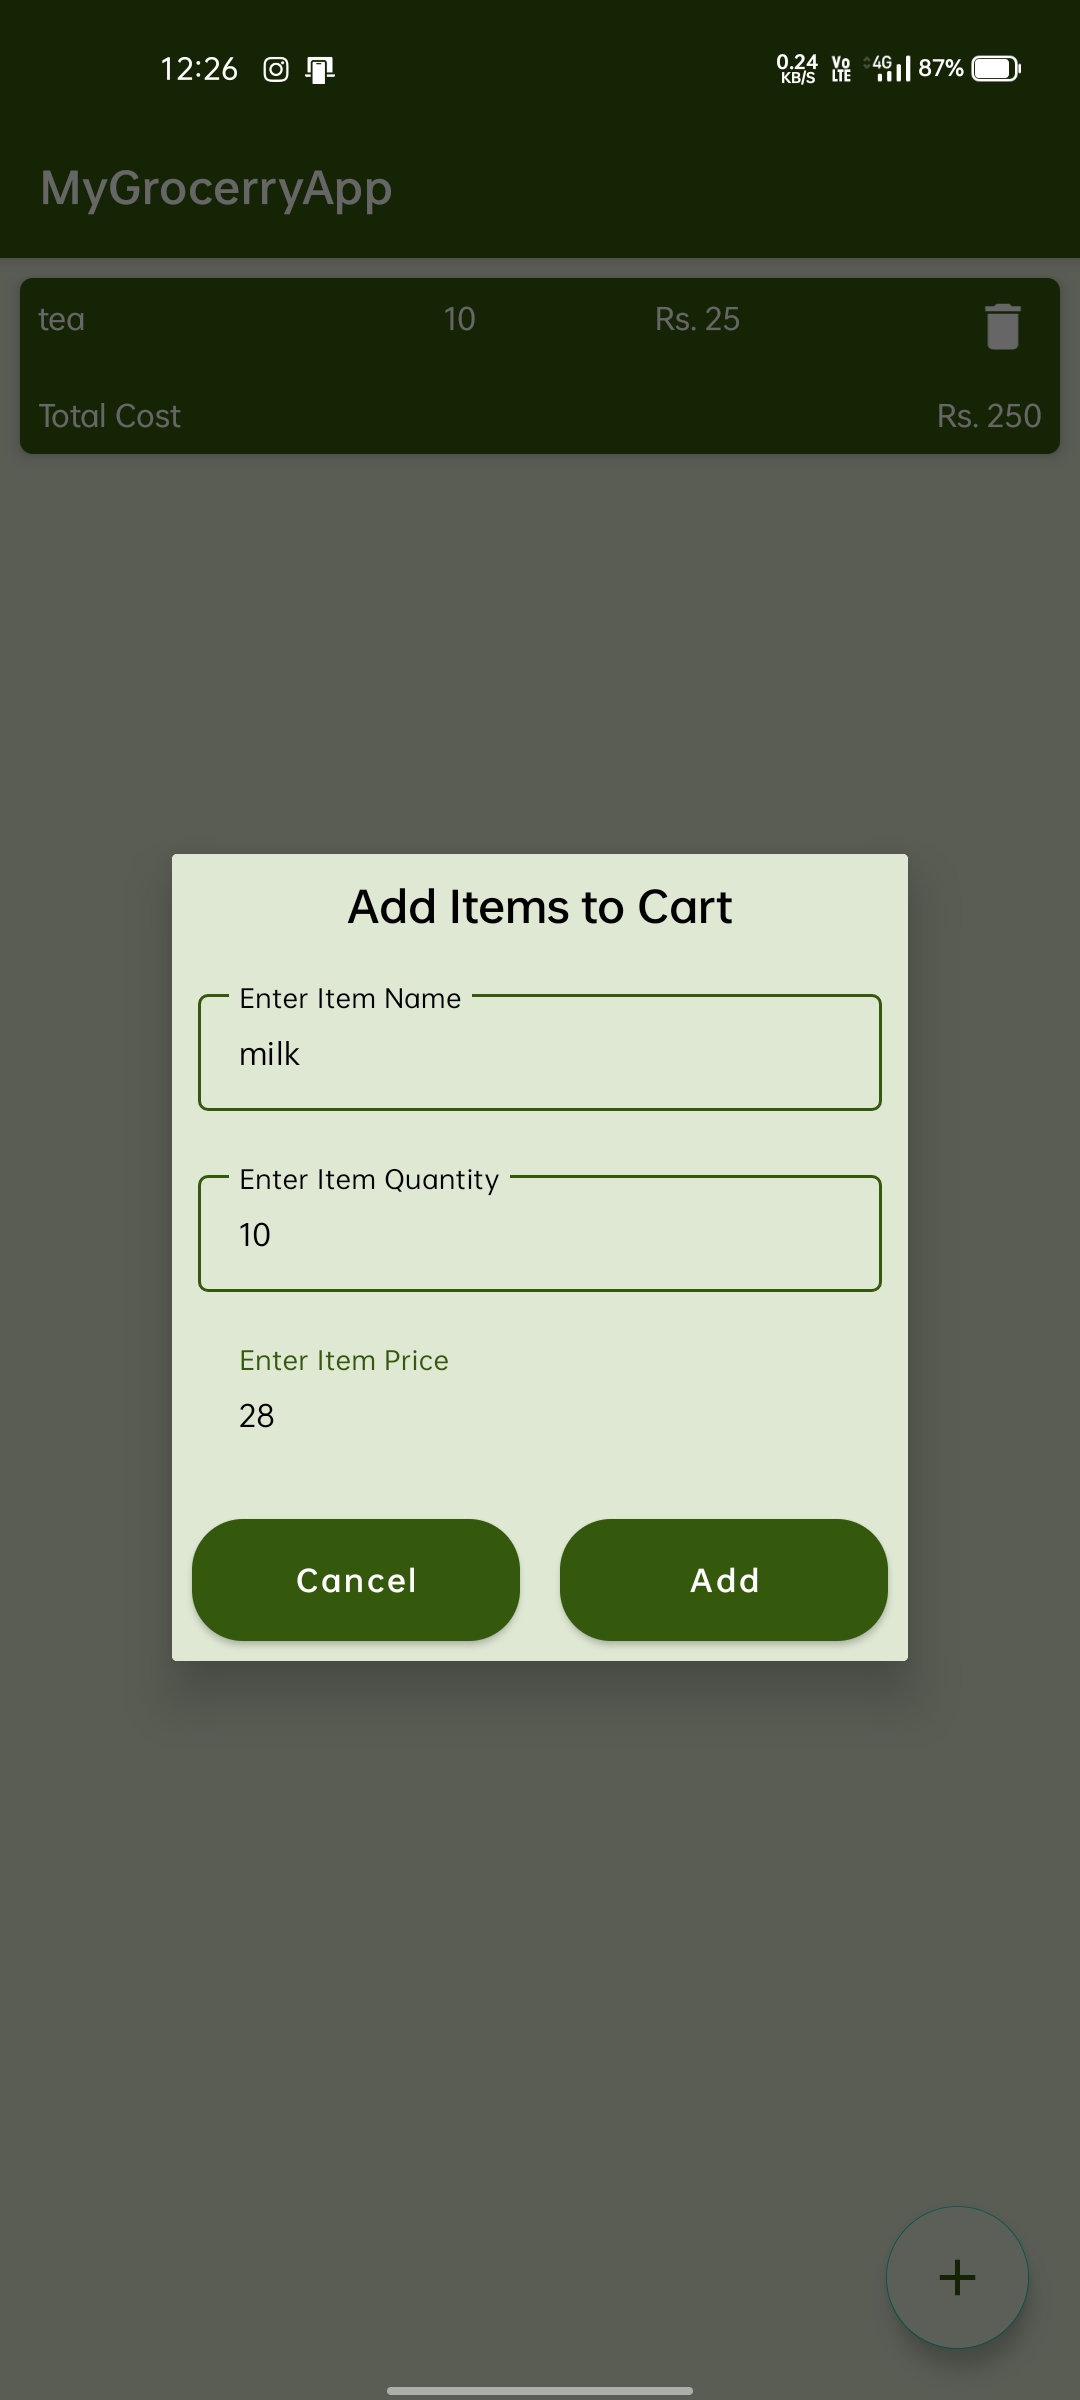 12:26 0.24 KB/S Vo LTE 4G 87%
MyGrocerryApp
tea 10 Rs. 25
Total Cost Rs. 250
Add Items to Cart
Enter Item Name
milk
Enter Item Quantity
10
Enter Item Price
28
Cancel Add